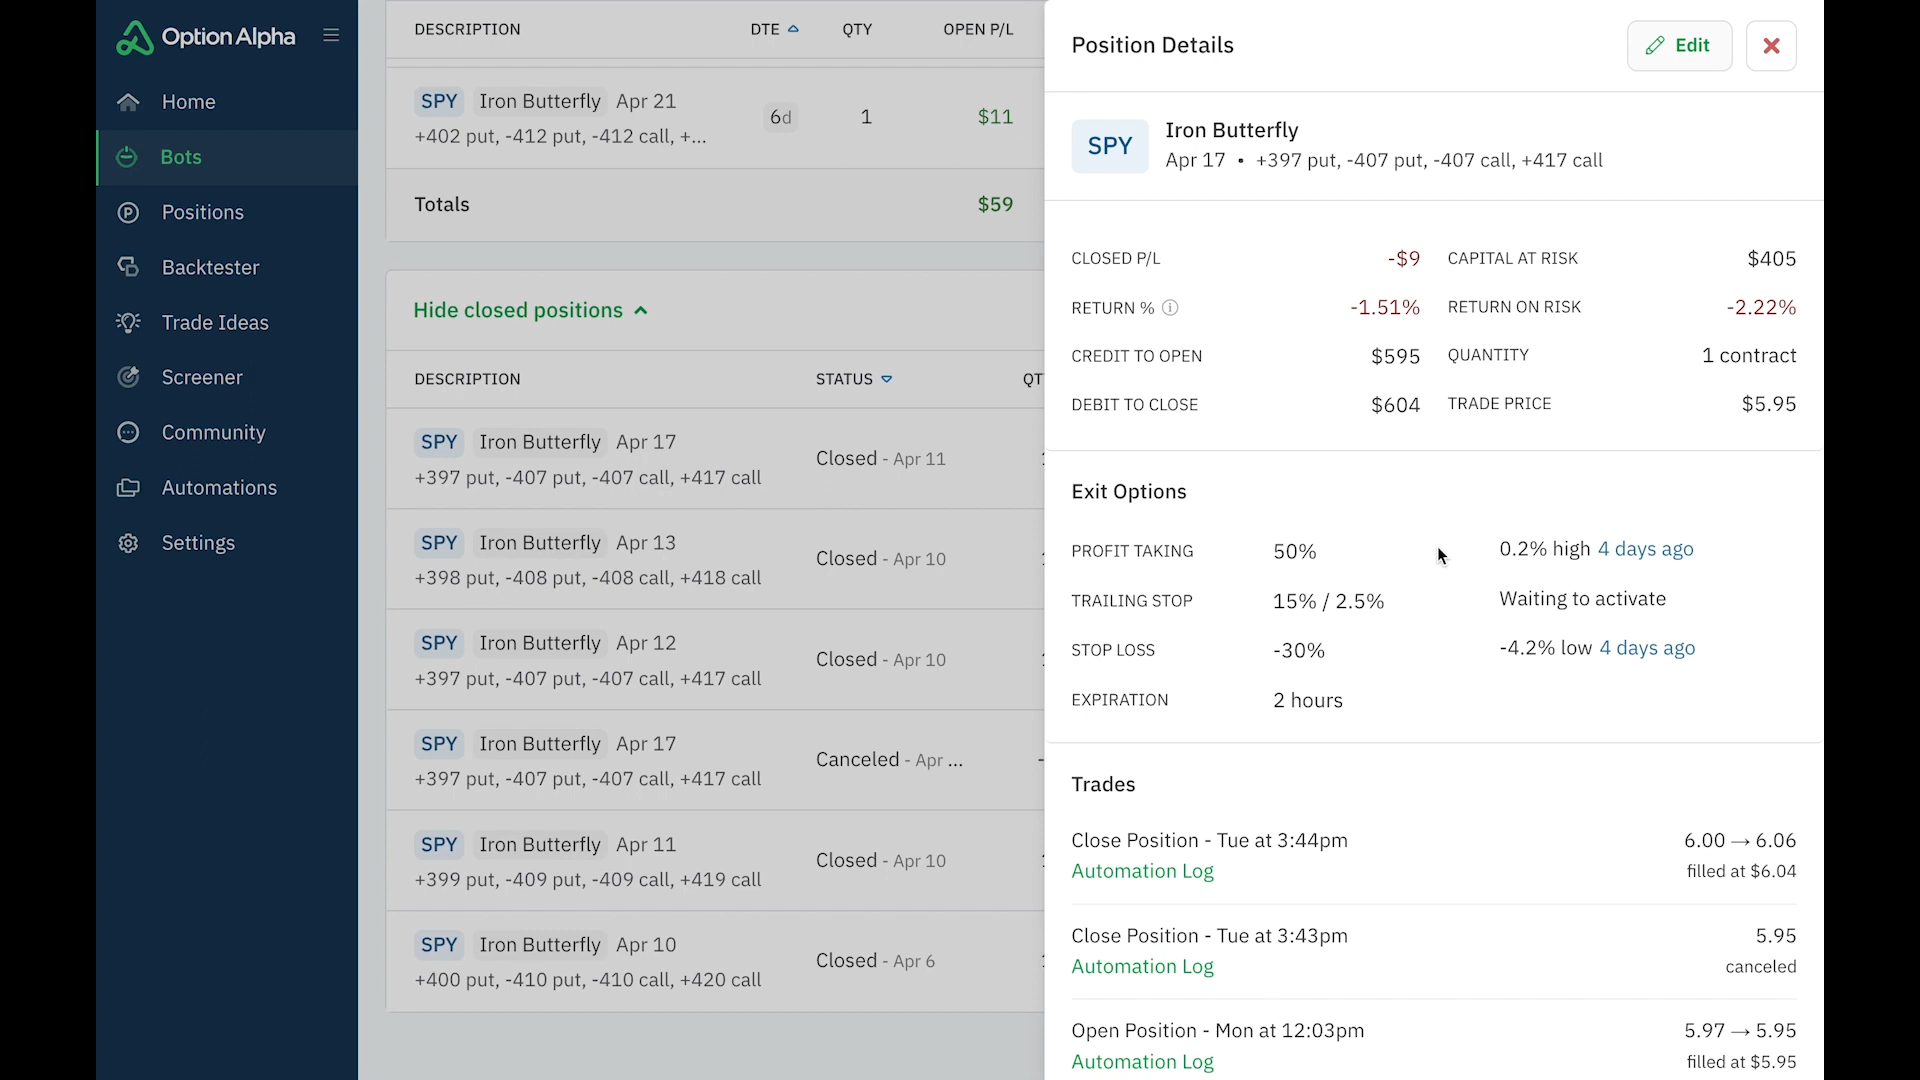 Option Alpha
Home
Bots
Positions
Backtester
Trade Ideas
Screener
Community
Automations
Settings
DESCRIPTION DTE QTY OPEN P/L
SPY Iron Butterfly Apr 21
+402 put, -412 put, -412 call, +...
6d 1 $11
Totals $59
Hide closed positions
DESCRIPTION STATUS QT
SPY Iron Butterfly Apr 17
+397 put, -407 put, -407 call, +417 call
Closed - Apr 11
SPY Iron Butterfly Apr 13
+398 put, -408 put, -408 call, +418 call
Closed - Apr 10
SPY Iron Butterfly Apr 12
+397 put, -407 put, -407 call, +417 call
Closed - Apr 10
SPY Iron Butterfly Apr 17
+397 put, -407 put, -407 call, +417 call
Canceled - Apr ... -
SPY Iron Butterfly Apr 11
+399 put, -409 put, -409 call, +419 call
Closed - Apr 10
SPY Iron Butterfly Apr 10
+400 put, -410 put, -410 call, +420 call
Closed - Apr 6
Position Details
Edit
SPY
Iron Butterfly
Apr 17 • +397 put, -407 put, -407 call, +417 call
CLOSED P/L -$9 CAPITAL AT RISK $405
RETURN % -1.51% RETURN ON RISK -2.22%
CREDIT TO OPEN $595 QUANTITY 1 contract
DEBIT TO CLOSE $604 TRADE PRICE $5.95
Exit Options
PROFIT TAKING 50% 0.2% high 4 days ago
TRAILING STOP 15% / 2.5% Waiting to activate
STOP LOSS -30% -4.2% low 4 days ago
EXPIRATION 2 hours
Trades
Close Position - Tue at 3:44pm 6.00 → 6.06
Automation Log filled at $6.04
Close Position - Tue at 3:43pm 5.95
Automation Log canceled
Open Position - Mon at 12:03pm 5.97 → 5.95
Automation Log filled at $5.95